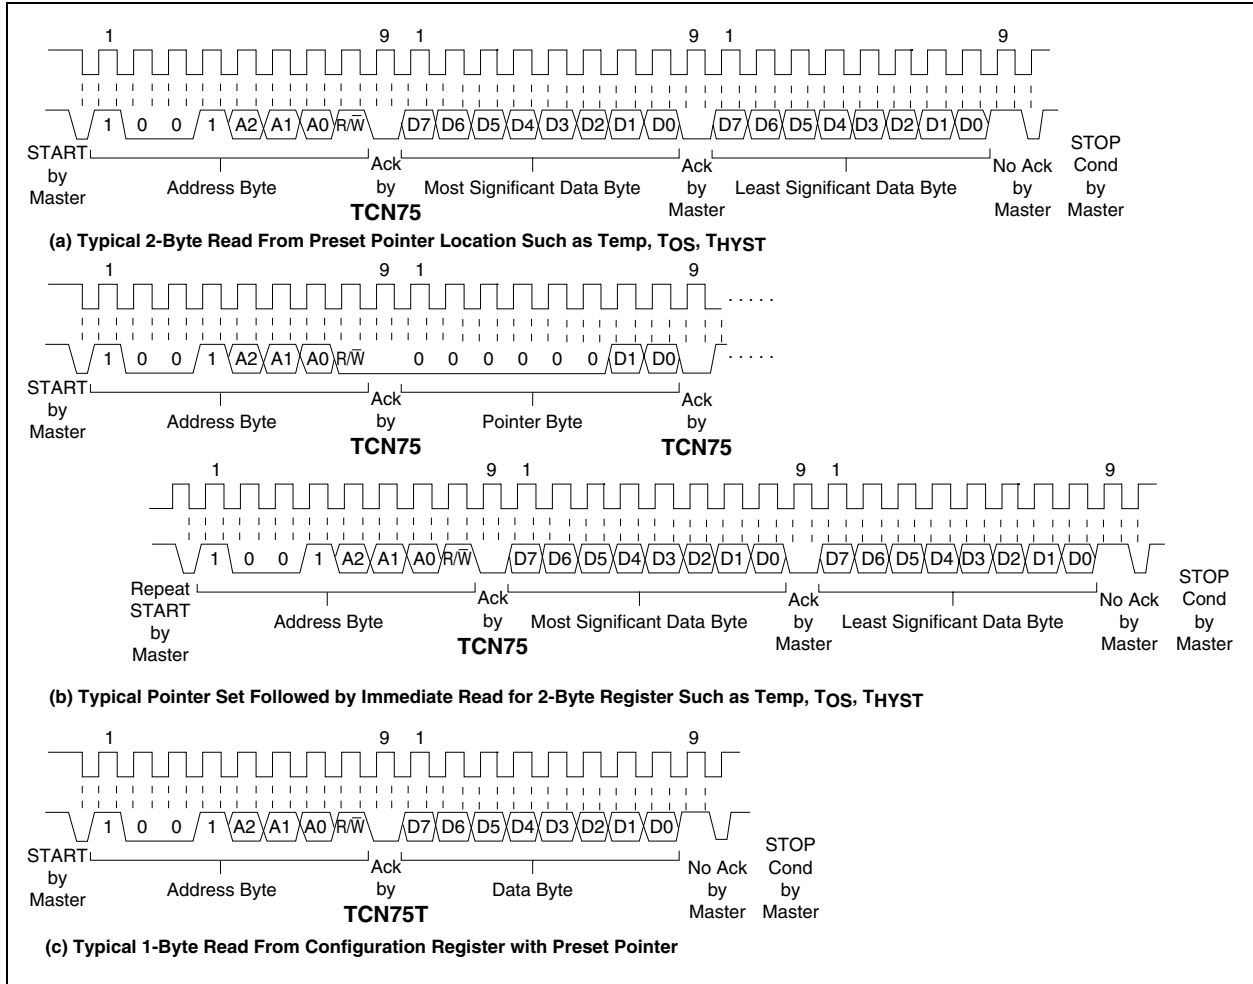 1 9 1 9 1 9
1 0 0 1 A2 A1 A0 R/W̅ D7 D6 D5 D4 D3 D2 D1 D0 D7 D6 D5 D4 D3 D2 D1 D0
START by Master
Address Byte
Ack by TCN75
Most Significant Data Byte
Ack by Master
Least Significant Data Byte
No Ack by Master
STOP Cond by Master
(a) Typical 2-Byte Read From Preset Pointer Location Such as Temp, TOS, THYST
1 9 1 9
. . . . .
1 0 0 1 A2 A1 A0 R/W̅ 0 0 0 0 0 0 D1 D0
. . . . .
START by Master
Address Byte
Ack by TCN75
Pointer Byte
Ack by TCN75
1 9 1 9 1 9
1 0 0 1 A2 A1 A0 R/W̅ D7 D6 D5 D4 D3 D2 D1 D0 D7 D6 D5 D4 D3 D2 D1 D0
Repeat START by Master
Address Byte
Ack by TCN75
Most Significant Data Byte
Ack by Master
Least Significant Data Byte
No Ack by Master
STOP Cond by Master
(b) Typical Pointer Set Followed by Immediate Read for 2-Byte Register Such as Temp, TOS, THYST
1 9 1 9
1 0 0 1 A2 A1 A0 R/W̅ D7 D6 D5 D4 D3 D2 D1 D0
START by Master
Address Byte
Ack by TCN75T
Data Byte
No Ack by Master
STOP Cond by Master
(c) Typical 1-Byte Read From Configuration Register with Preset Pointer